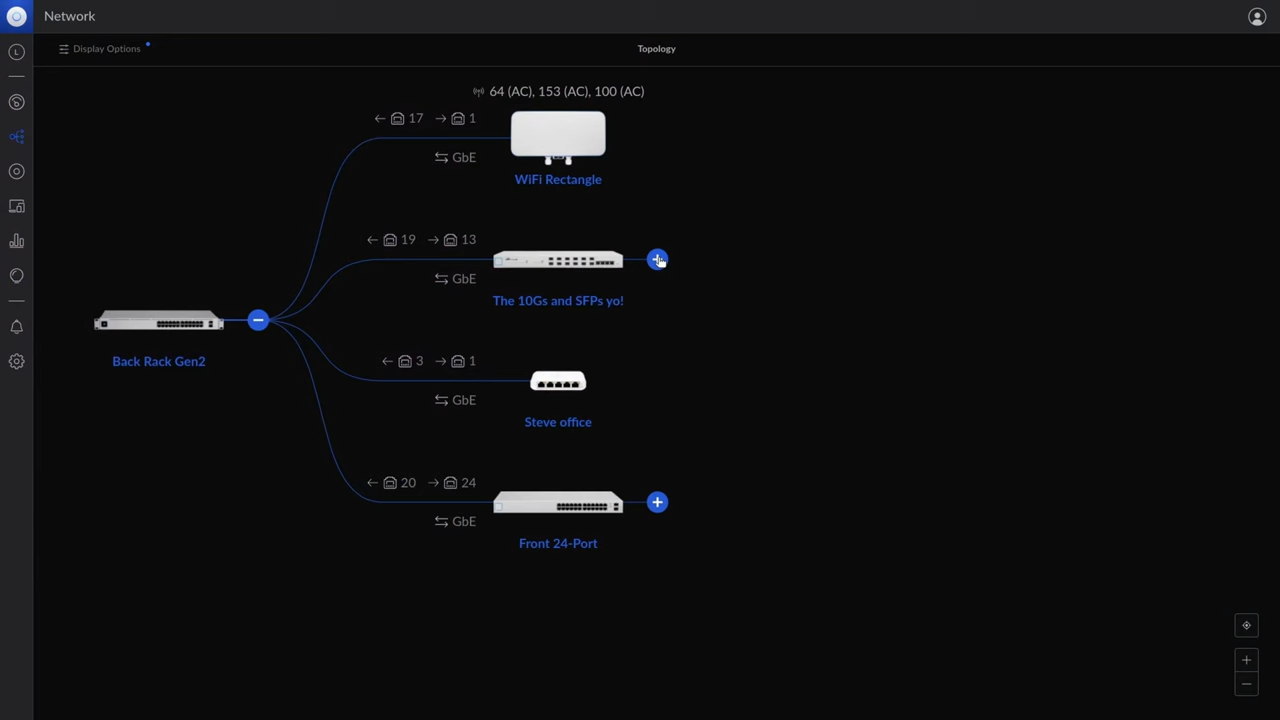 Network
L
Display Options
Topology
64 (AC), 153 (AC), 100 (AC)
← 17 → 1
GbE
WiFi Rectangle
← 19 → 13
GbE
The 10Gs and SFPs yo!
Back Rack Gen2
← 3 → 1
GbE
Steve office
← 20 → 24
GbE
Front 24-Port